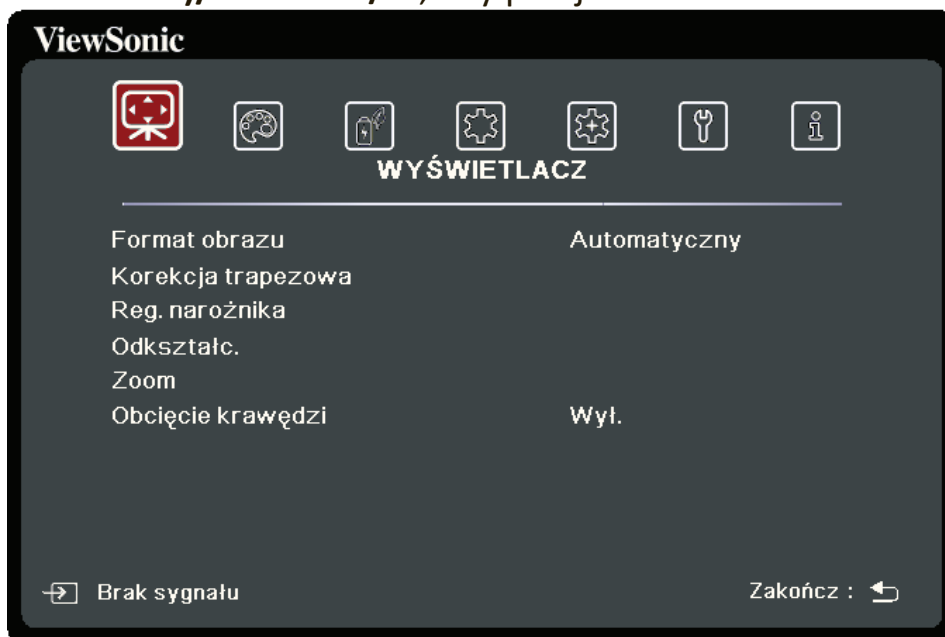 ViewSonic
WYŚWIETLACZ
Format obrazu Automatyczny
Korekcja trapezowa
Reg. narożnika
Odkształc.
Zoom
Obcięcie krawędzi Wył.
Brak sygnału Zakończ :